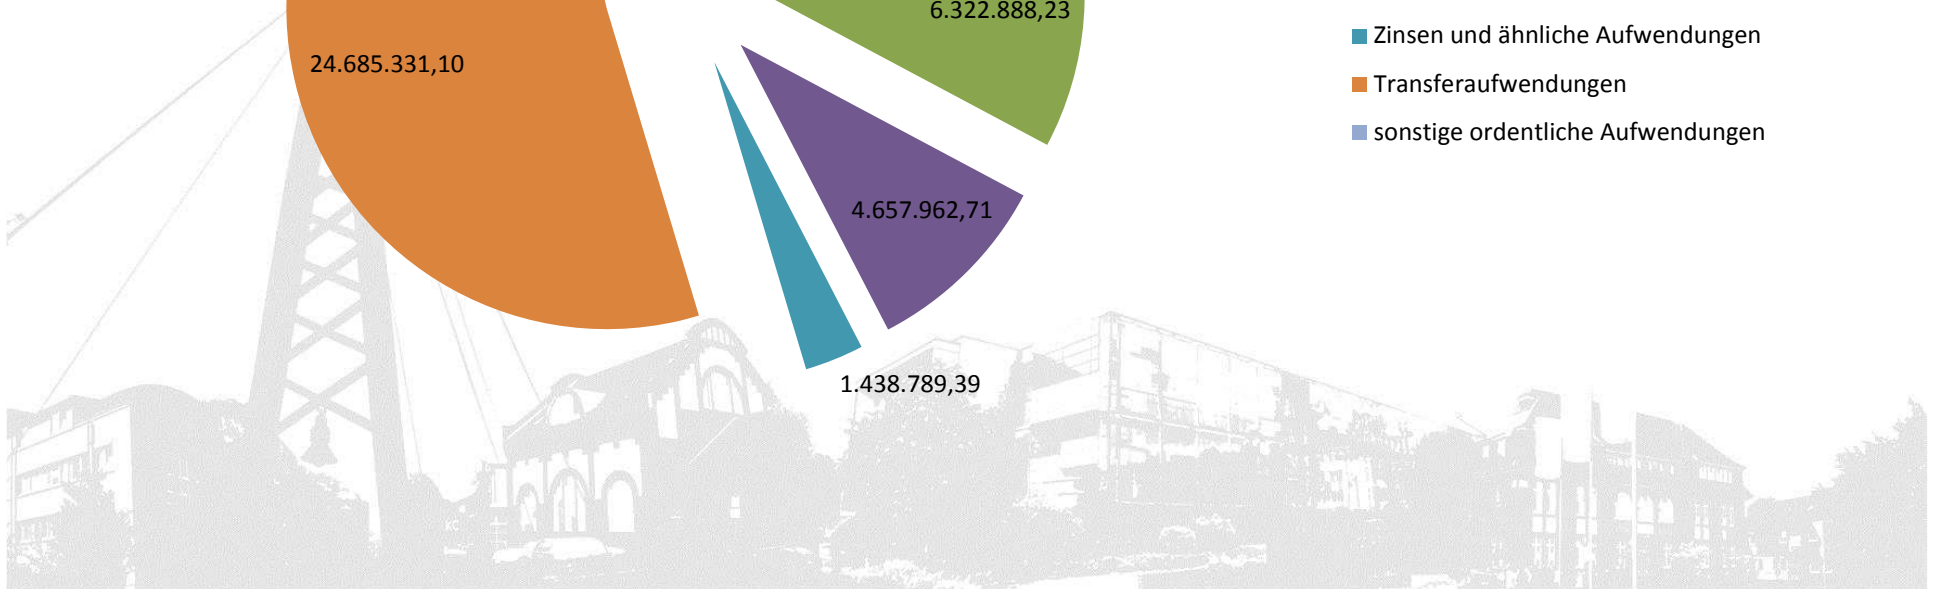 6.322.888,23
Zinsen und ähnliche Aufwendungen
24.685.331,10
Transferaufwendungen
sonstige ordentliche Aufwendungen
4.657.962,71
1.438.789,39